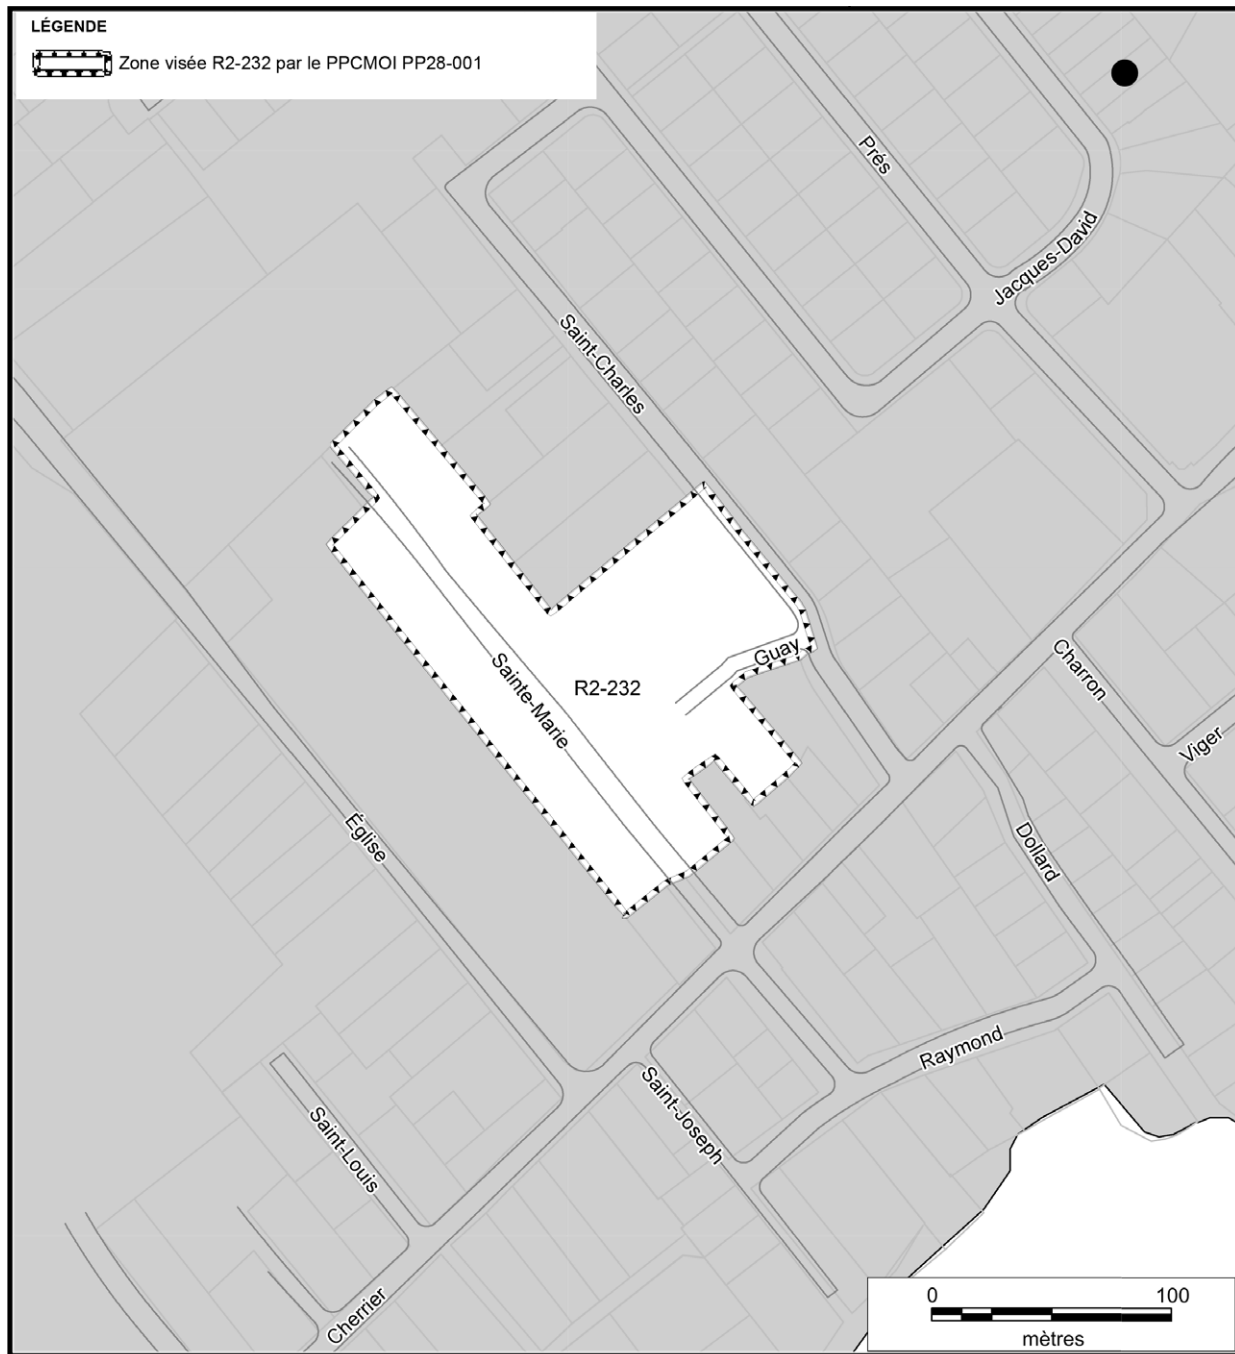 LÉGENDE
Zone visée R2-232 par le PPCMOI PP28-001
Prés
Jacques-David
Saint-Charles
Guay
R2-232
Sainte-Marie
Charron
Viger
Église
Dollard
Raymond
Saint-Joseph
Saint-Louis
Cherrier
0 100
mètres